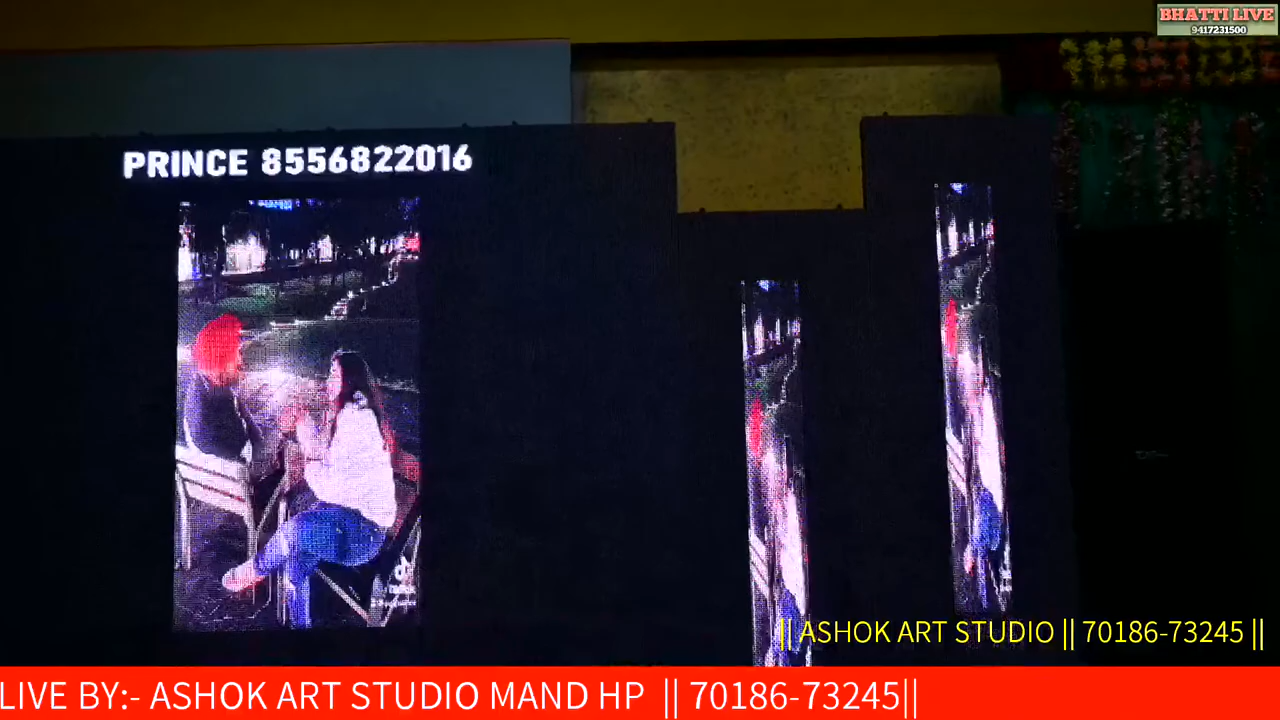 BHATTI LIVE
9417231500
PRINCE 8556822016
|| ASHOK ART STUDIO || 70186-73245 ||
LIVE BY:- ASHOK ART STUDIO MAND HP || 70186-73245||